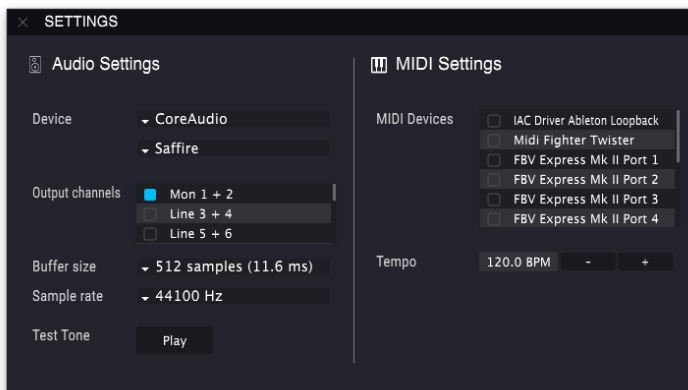 SETTINGS
Audio Settings
Device
CoreAudio
Saffire
Output channels
Mon 1 + 2
Line 3 + 4
Line 5 + 6
Buffer size
512 samples (11.6 ms)
Sample rate
44100 Hz
Test Tone
Play
MIDI Settings
MIDI Devices
IAC Driver Ableton Loopback
Midi Fighter Twister
FBV Express Mk II Port 1
FBV Express Mk II Port 2
FBV Express Mk II Port 3
FBV Express Mk II Port 4
Tempo
120.0 BPM - +